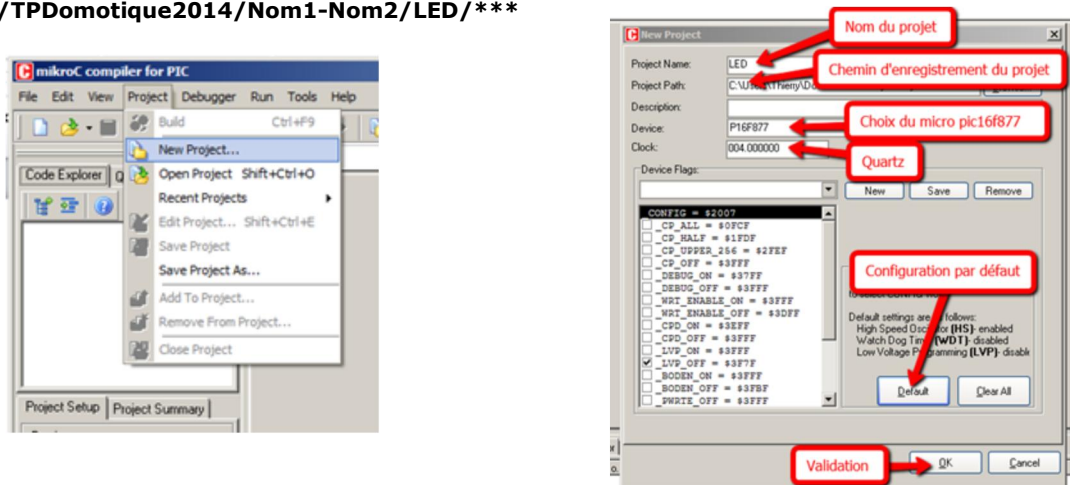 /TPDomotique2014/Nom1-Nom2/LED/***
mikroC compiler for PIC
File Edit View Project Debugger Run Tools Help
Build Ctrl+F9
New Project...
Open Project Shift+Ctrl+O
Recent Projects
Edit Project... Shift+Ctrl+E
Save Project
Save Project As...
Add To Project...
Remove From Project...
Close Project
Code Explorer
Project Setup Project Summary
New Project
Nom du projet
Project Name: LED
Chemin d'enregistrement du projet
Project Path: C:\Users\Thierry\Do
Description:
Choix du micro pic16f877
Device: P16F877
Clock: 004.000000
Quartz
Device Flags:
New Save Remove
_CONFIG = $2007
_CP_ALL = $0FCF
_CP_HALF = $1FDF
_CP_UPPER_256 = $2FEF
_CP_OFF = $3FFF
_DEBUG_ON = $37FF
_DEBUG_OFF = $3FFF
_WRT_ENABLE_ON = $3FFF
_WRT_ENABLE_OFF = $3DFF
_CPD_ON = $3EFF
_CPD_OFF = $3FFF
_LVP_ON = $3FFF
_LVP_OFF = $3F7F
_BODEN_ON = $3FFF
_BODEN_OFF = $3FBF
_PWRTE_OFF = $3FFF
Configuration par défaut
Default settings are follows:
High Speed (HS)- enabled
Watch Dog (WDT)- disabled
Low Voltage Programming (LVP)- disable
Default Clear All
Validation
OK Cancel